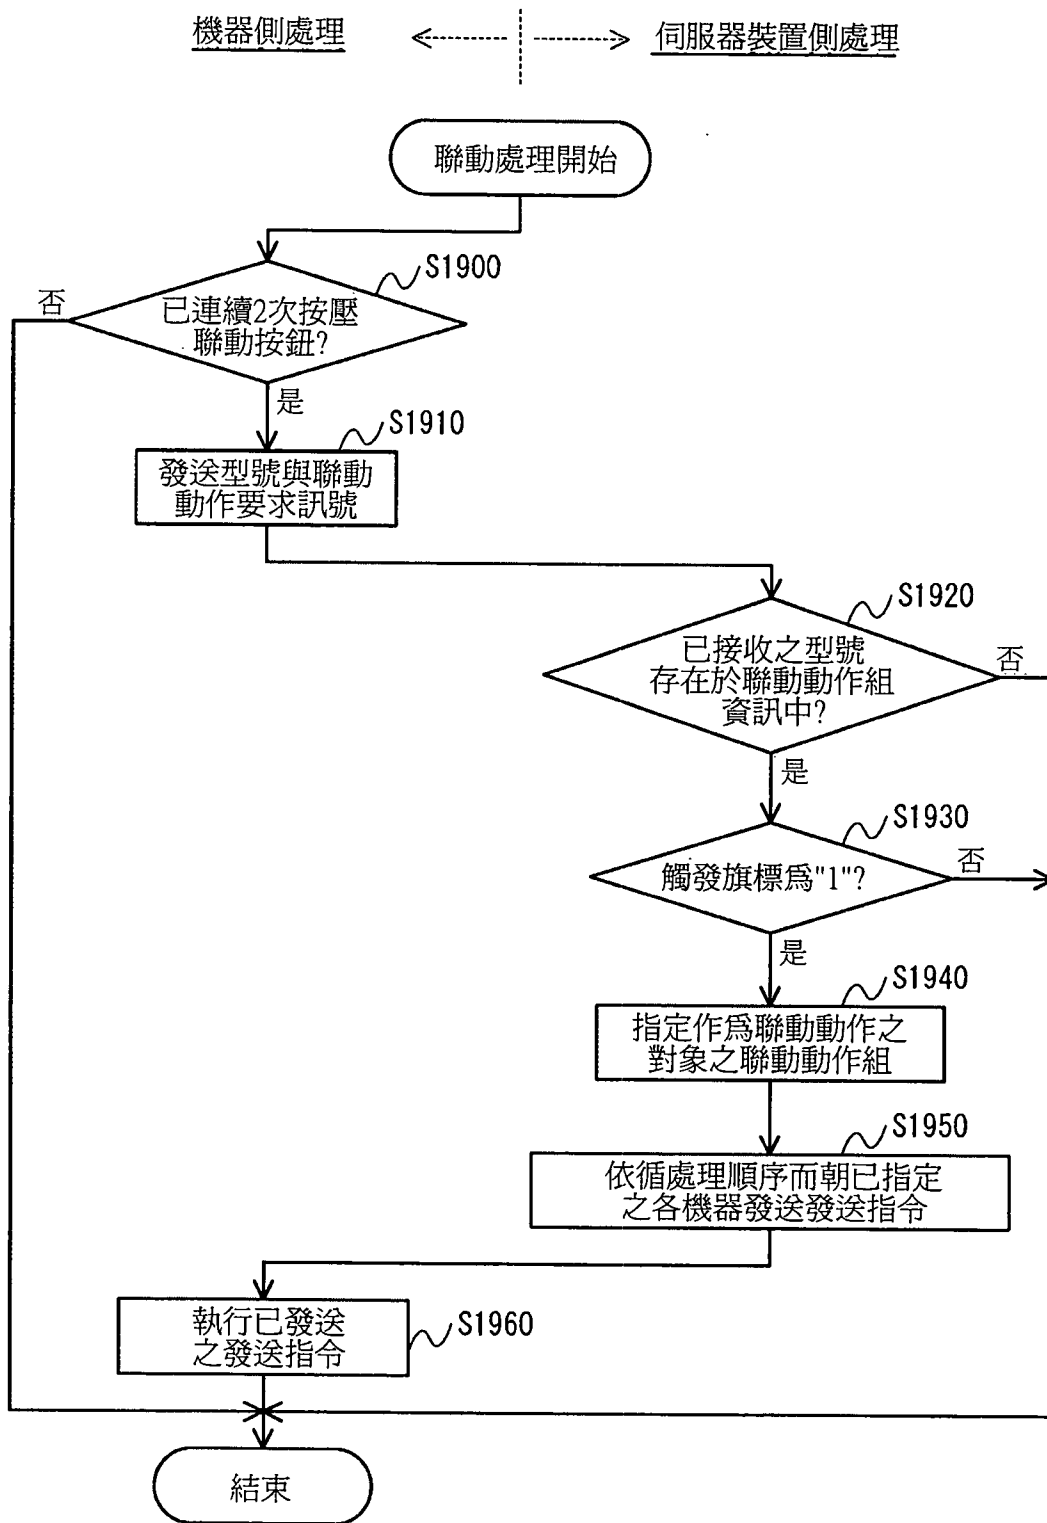 機器側處理
伺服器裝置側處理
聯動處理開始
S1900
否
已連續2次按壓
聯動按鈕?
是
S1910
發送型號與聯動
動作要求訊號
S1920
已接收之型號
存在於聯動動作組
資訊中?
否
是
S1930
觸發旗標爲"1"?
否
是
S1940
指定作爲聯動動作之
對象之聯動動作組
S1950
依循處理順序而朝已指定
之各機器發送發送指令
執行已發送
之發送指令
S1960
結束